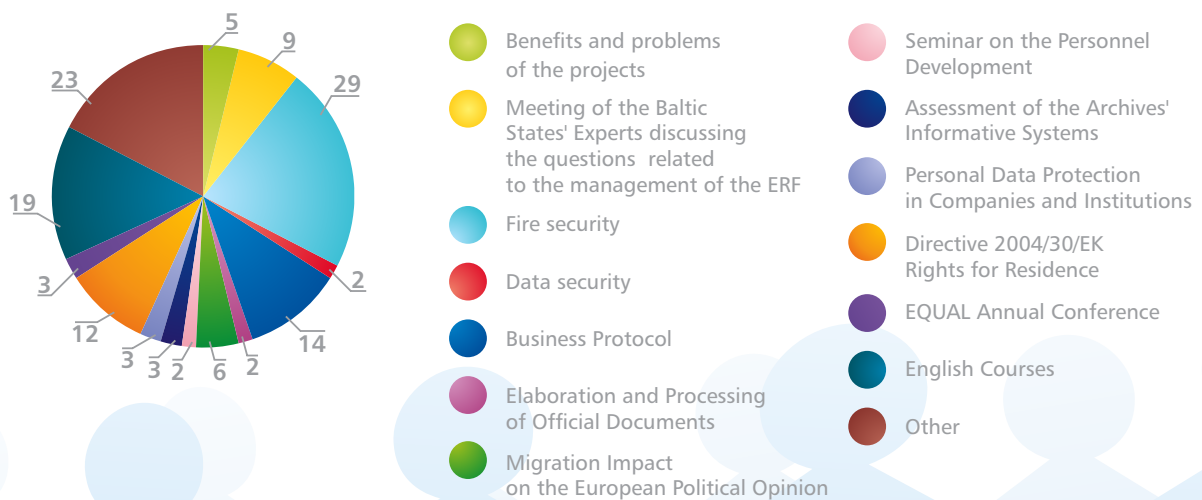 5
9
29
2
14
2
6
2
3
3
12
3
19
23
Benefits and problems
of the projects
Meeting of the Baltic
States' Experts discussing
the questions related
to the management of the ERF
Fire security
Data security
Business Protocol
Elaboration and Processing
of Official Documents
Migration Impact
on the European Political Opinion
Seminar on the Personnel
Development
Assessment of the Archives'
Informative Systems
Personal Data Protection
in Companies and Institutions
Directive 2004/30/EK
Rights for Residence
EQUAL Annual Conference
English Courses
Other